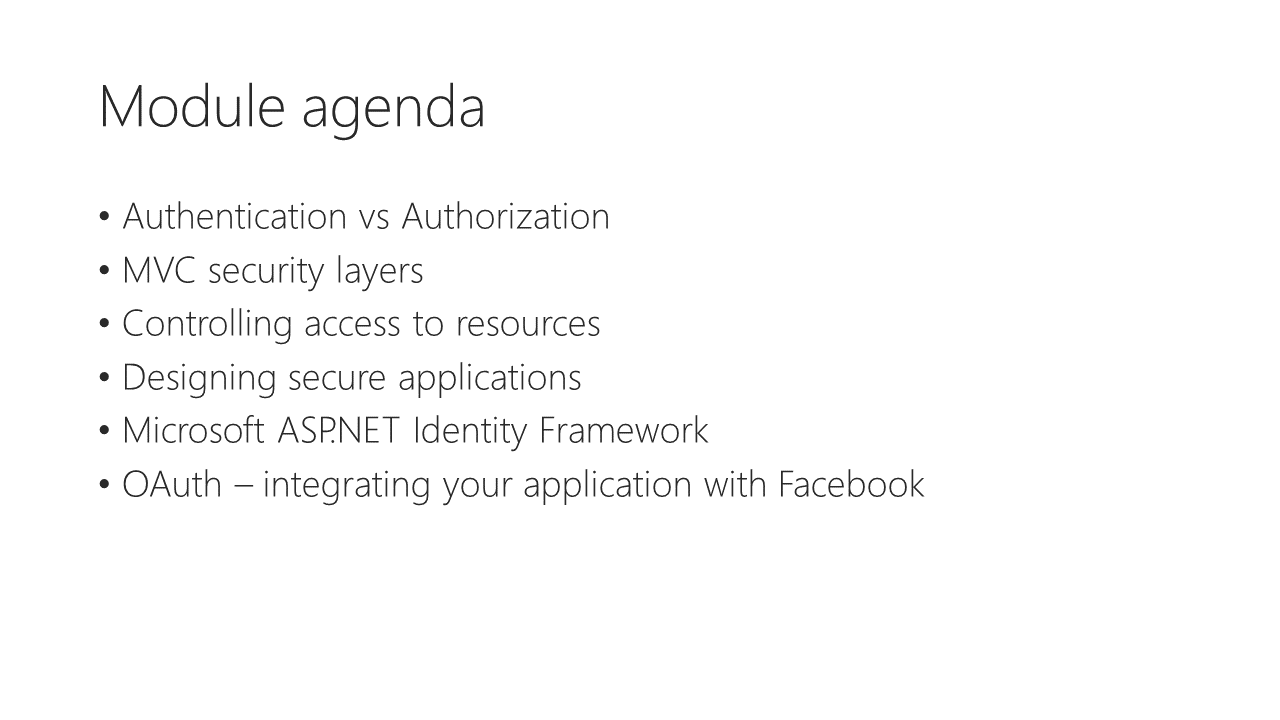 Module agenda
• Authentication vs Authorization
• MVC security layers
• Controlling access to resources
• Designing secure applications
• Microsoft ASP.NET Identity Framework
• OAuth – integrating your application with Facebook